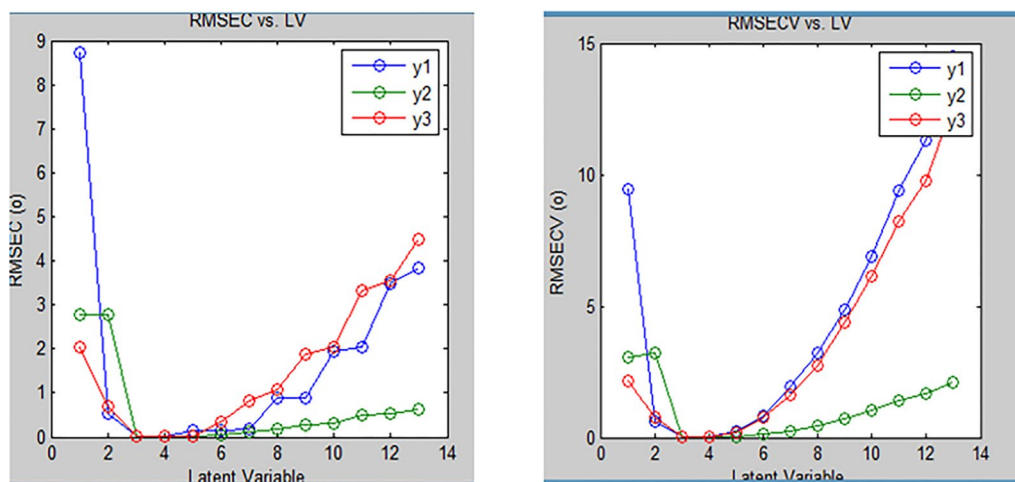 RMSEC vs. LV
9
8
7
6
5
4
3
2
1
0
RMSEC (o)
0 2 4 6 8 10 12 14
Latent Variable
y1
y2
y3
RMSECV vs. LV
15
10
5
0
RMSECV (o)
0 2 4 6 8 10 12 14
Latent Variable
y1
y2
y3